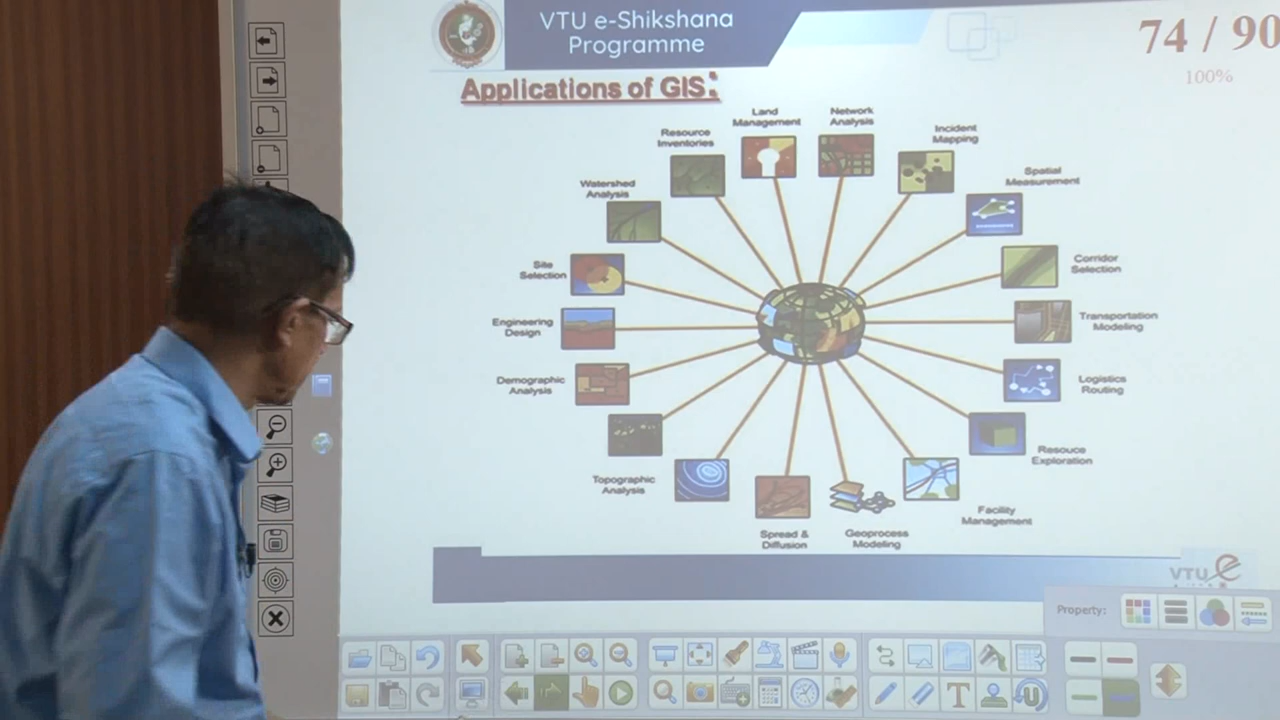 VTU e-Shikshana
Programme
74 / 90
100%
Applications of GIS:
Land
Management
Network
Analysis
Resource
Inventories
Incident
Mapping
Watershed
Analysis
Spatial
Measurement
Site
Selection
Corridor
Selection
Engineering
Design
Transportation
Modeling
Demographic
Analysis
Logistics
Routing
Resouce
Exploration
Topographic
Analysis
Facility
Management
Spread &
Diffusion
Geoprocess
Modeling
VTU e
Property:
T